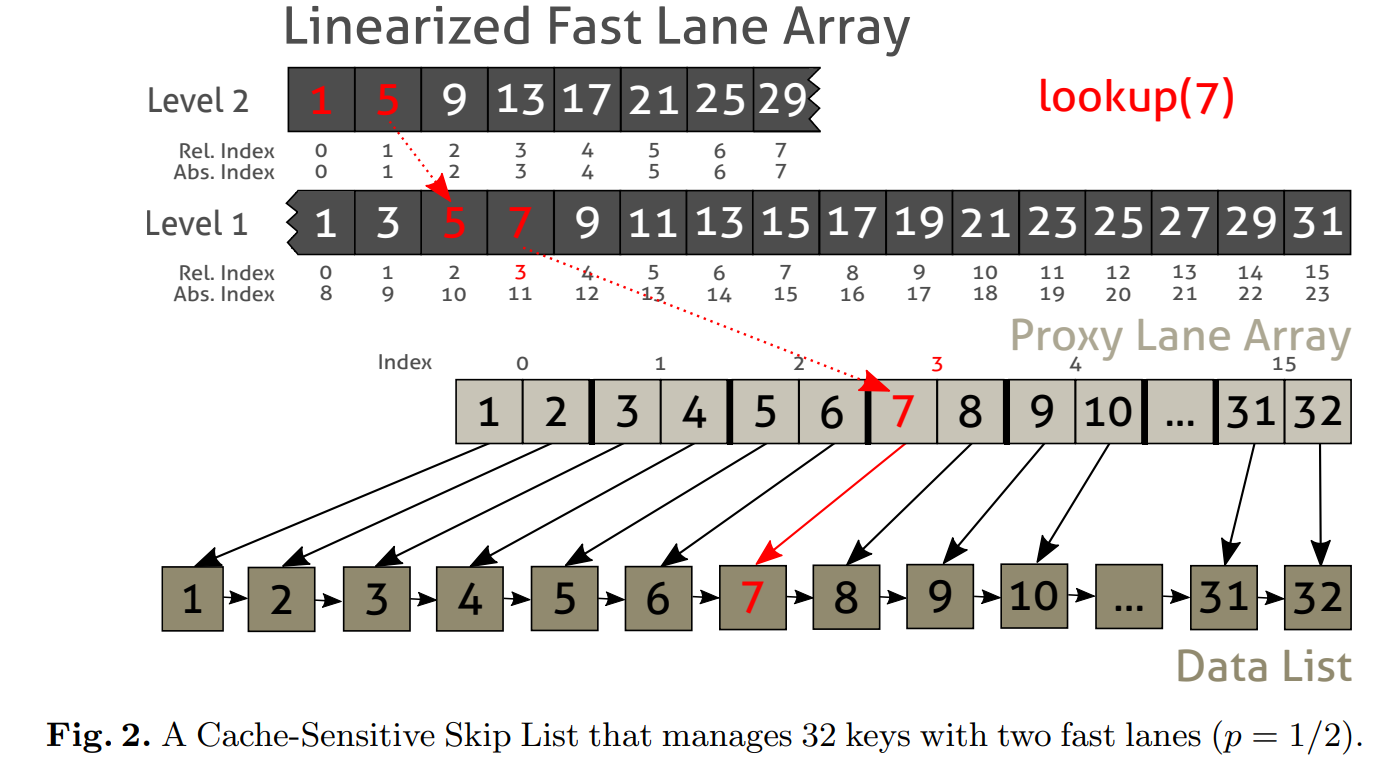 Linearized Fast Lane Array
Level 2 1 5 9 13 17 21 25 29 lookup(7)
Rel. Index 0 1 2 3 4 5 6 7
Abs. Index 0 1 2 3 4 5 6 7
Level 1 1 3 5 7 9 11 13 15 17 19 21 23 25 27 29 31
Rel. Index 0 1 2 3 4 5 6 7 8 9 10 11 12 13 14 15
Abs. Index 8 9 10 11 12 13 14 15 16 17 18 19 20 21 22 23
Proxy Lane Array
Index 0 1 2 3 4 15
1 2 3 4 5 6 7 8 9 10 ... 31 32
1 2 3 4 5 6 7 8 9 10 ... 31 32
Data List
Fig. 2. A Cache-Sensitive Skip List that manages 32 keys with two fast lanes (p = 1/2).